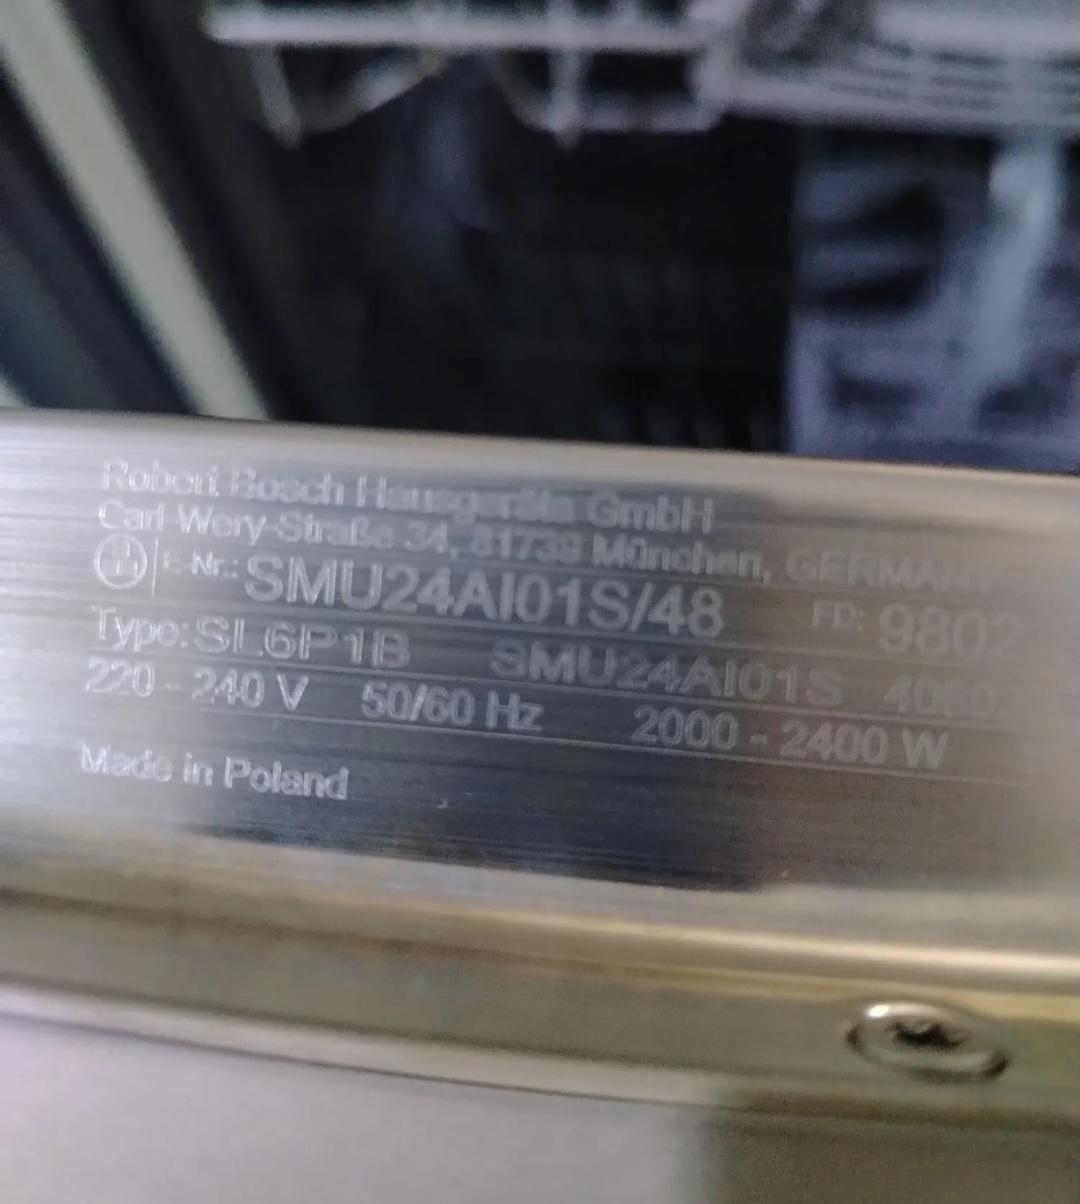 Robert Bosch Hausgeräte GmbH
Carl-Wery-Straße 34, 81739 München, GERMANY
E-Nr.: SMU24AI01S/48 FD: 9802
Type: SL6P1B SMU24AI01S
220 - 240 V 50/60 Hz 2000 - 2400 W
Made in Poland